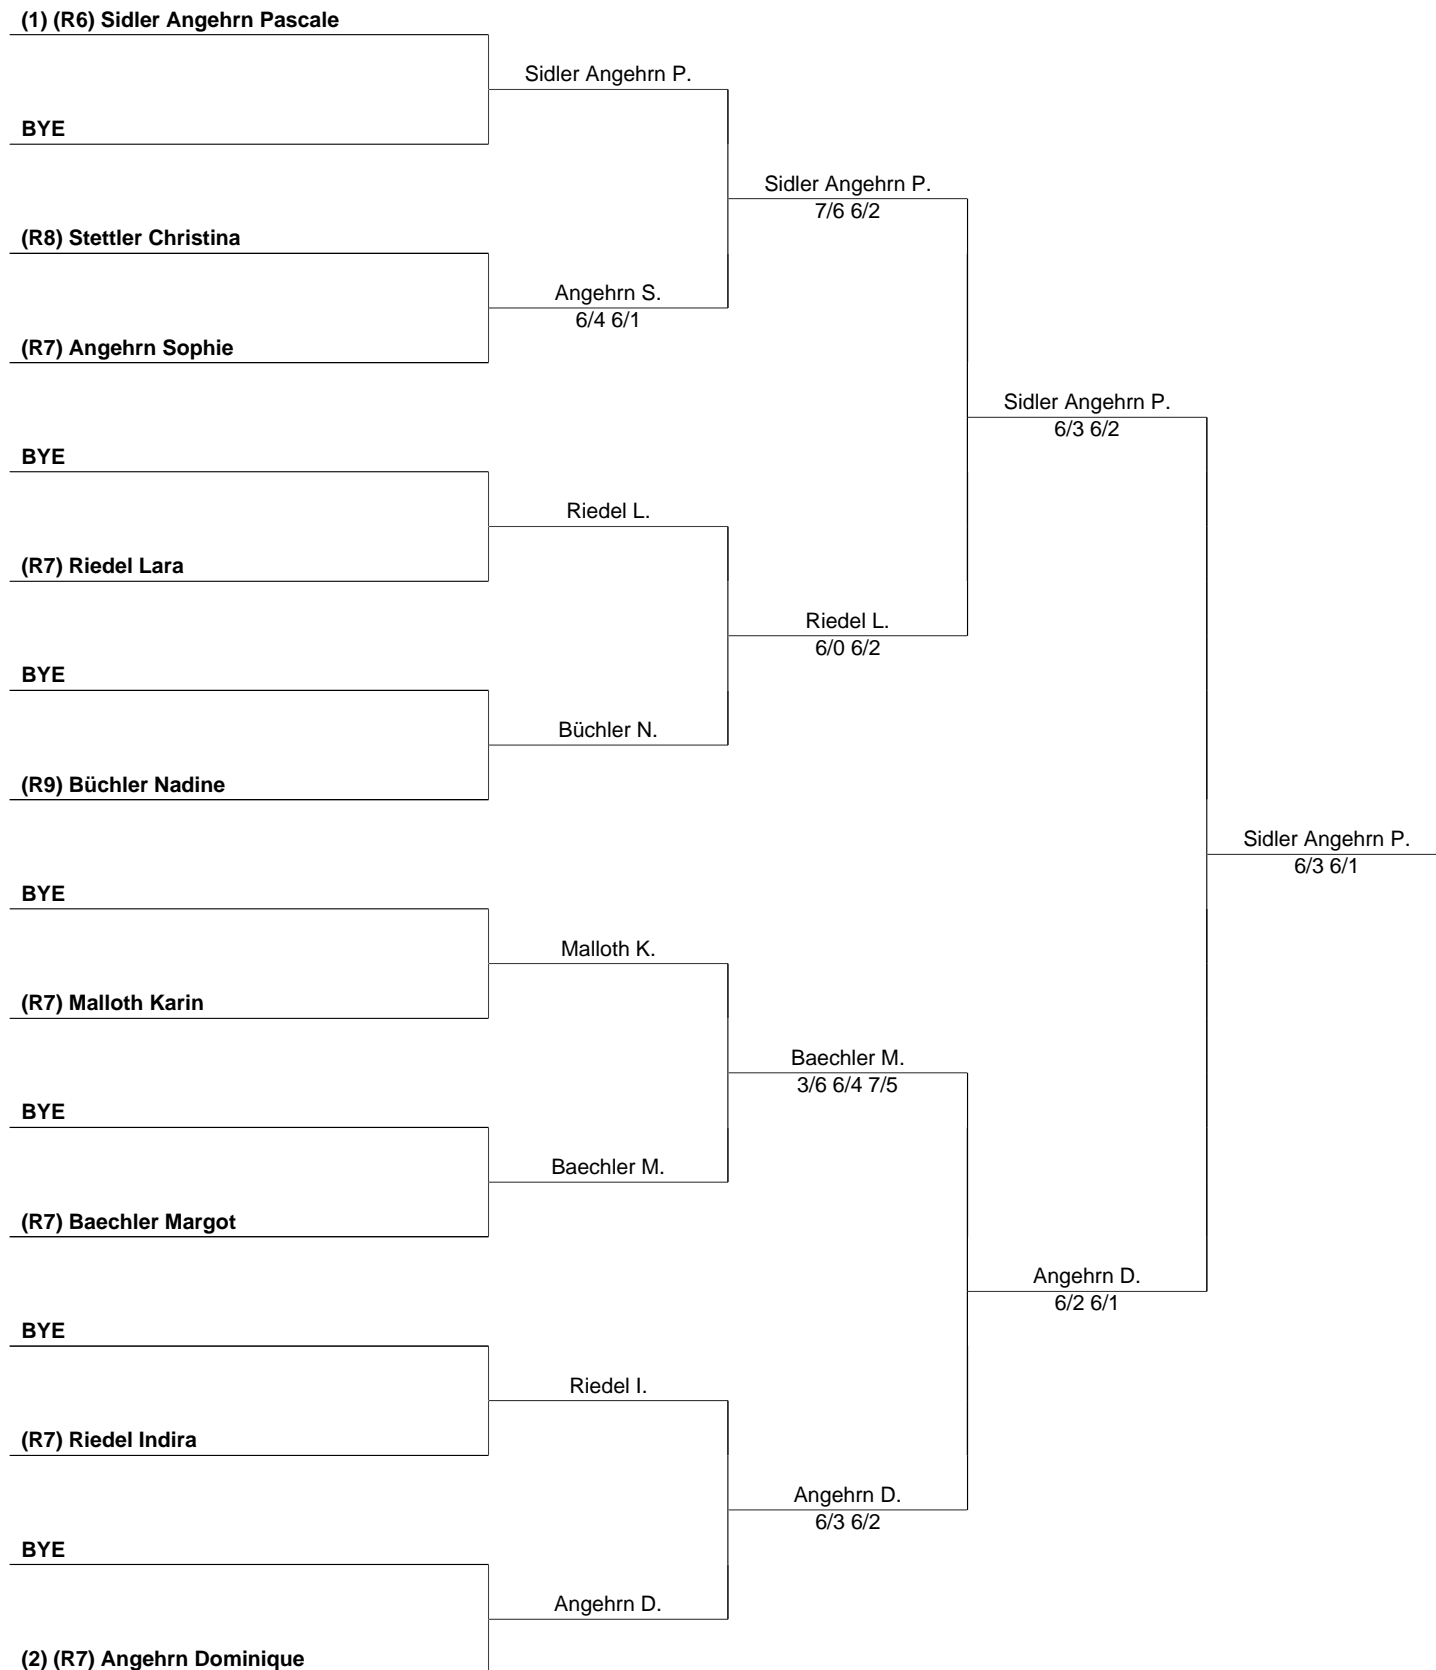 (1) (R6) Sidler Angehrn Pascale
Sidler Angehrn P.
BYE
Sidler Angehrn P.
7/6 6/2
(R8) Stettler Christina
Angehrn S.
6/4 6/1
(R7) Angehrn Sophie
Sidler Angehrn P.
6/3 6/2
BYE
Riedel L.
(R7) Riedel Lara
Riedel L.
6/0 6/2
BYE
Büchler N.
(R9) Büchler Nadine
Sidler Angehrn P.
6/3 6/1
BYE
Malloth K.
(R7) Malloth Karin
Baechler M.
3/6 6/4 7/5
BYE
Baechler M.
(R7) Baechler Margot
Angehrn D.
6/2 6/1
BYE
Riedel I.
(R7) Riedel Indira
Angehrn D.
6/3 6/2
BYE
Angehrn D.
(2) (R7) Angehrn Dominique